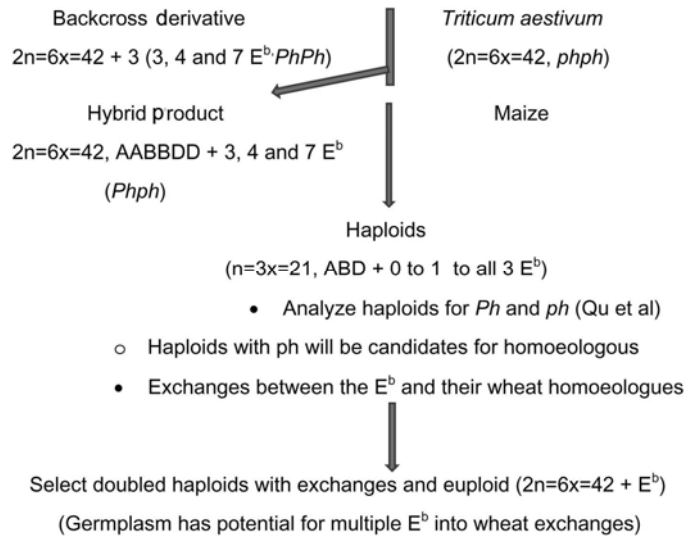 Backcross derivative
Triticum aestivum
2n=6x=42 + 3 (3, 4 and 7 Eᵇ, PhPh)
(2n=6x=42, phph)
Hybrid product
Maize
2n=6x=42, AABBDD + 3, 4 and 7 Eᵇ
(Phph)
Haploids
(n=3x=21, ABD + 0 to 1 to all 3 Eᵇ)
• Analyze haploids for Ph and ph (Qu et al)
○ Haploids with ph will be candidates for homoeologous
• Exchanges between the Eᵇ and their wheat homoeologues
Select doubled haploids with exchanges and euploid (2n=6x=42 + Eᵇ)
(Germplasm has potential for multiple Eᵇ into wheat exchanges)